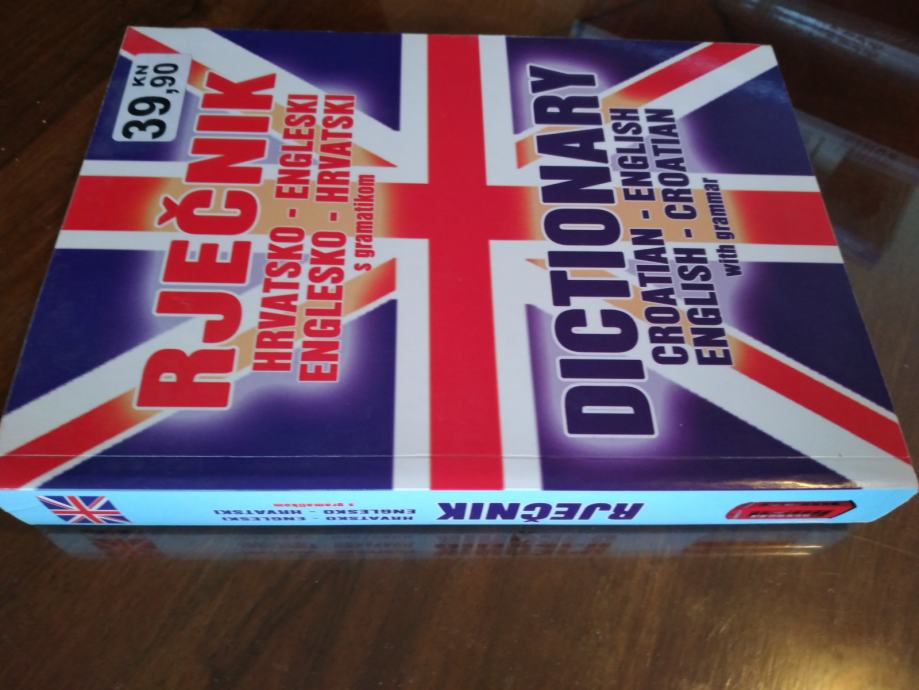 KN
39,90
RJEČNIK
HRVATSKO - ENGLESKI
ENGLESKO - HRVATSKI
s gramatikom
DICTIONARY
CROATIAN - ENGLISH
ENGLISH - CROATIAN
with grammar
RJEČNIK
HRVATSKO - ENGLESKI
ENGLESKO - HRVATSKI
s gramatikom